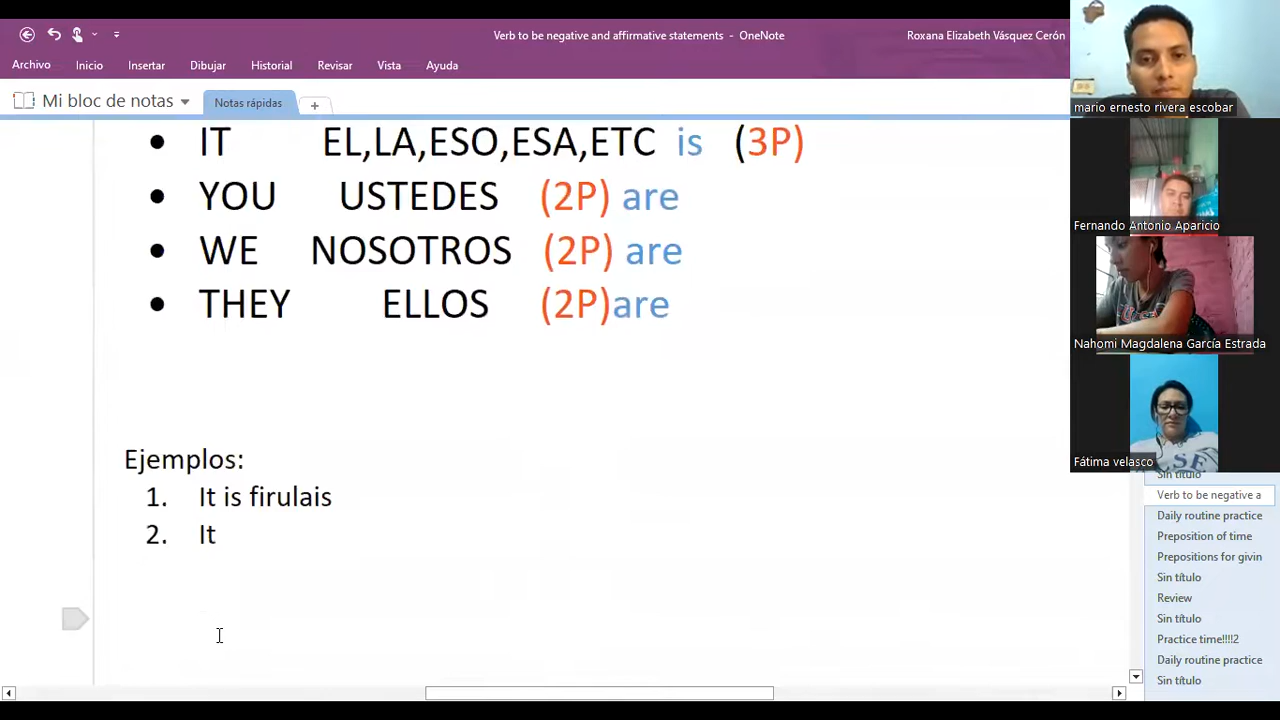 Verb to be negative and affirmative statements - OneNote
Roxana Elizabeth Vásquez Cerón
Archivo Inicio Insertar Dibujar Historial Revisar Vista Ayuda
Mi bloc de notas Notas rápidas
• IT EL,LA,ESO,ESA,ETC is (3P)
• YOU USTEDES (2P) are
• WE NOSOTROS (2P) are
• THEY ELLOS (2P)are
Ejemplos:
1. It is firulais
2. It
mario ernesto rivera escobar
Fernando Antonio Aparicio
Nahomi Magdalena García Estrada
Fátima velasco
Sin título
Verb to be negative a
Daily routine practice
Preposition of time
Prepositions for givin
Sin título
Review
Sin título
Practice time!!!!2
Daily routine practice
Sin título